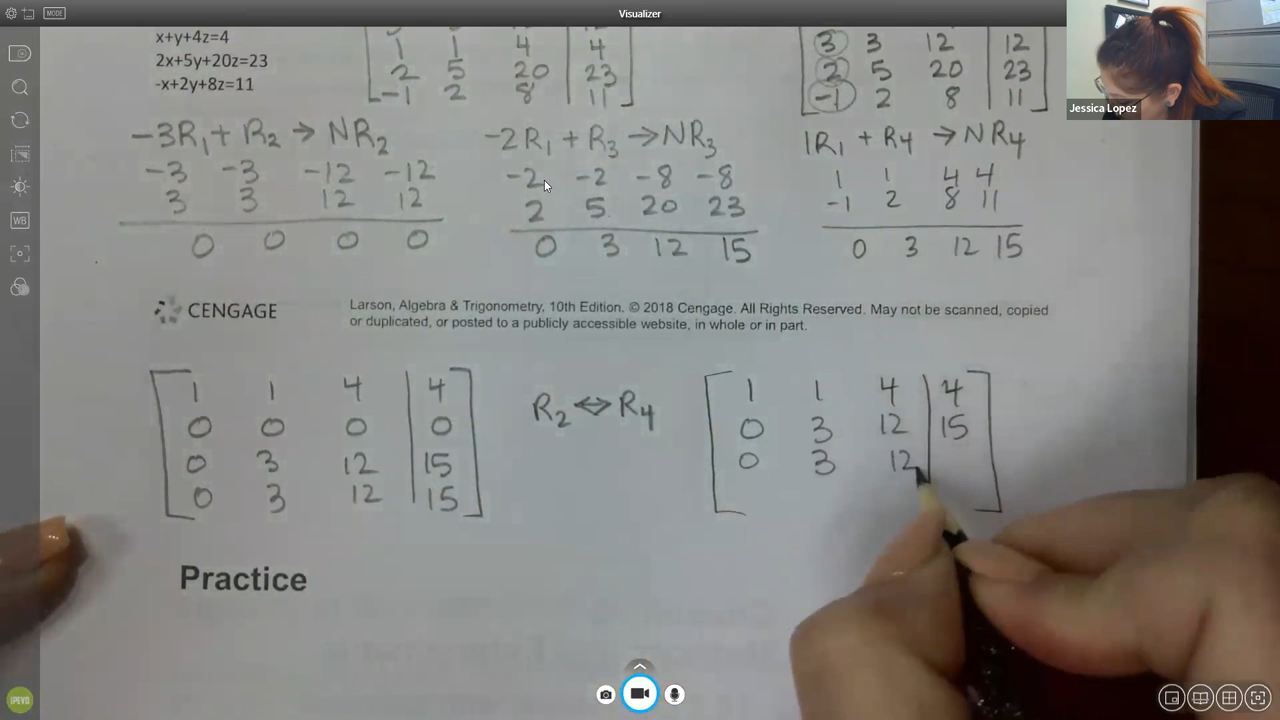 MODE
Visualizer
x+y+4z=4
2x+5y+20z=23
-x+2y+8z=11
1 1 4 4
2 5 20 23
-1 2 8 11
3 3 12 12
2 5 20 23
-1 2 8 11
Jessica Lopez
-3R₁ + R₂ → NR₂
-3 -3 -12 -12
3 3 12 12
0 0 0 0
-2R₁ + R₃ → NR₃
-2 -2 -8 -8
2 5 20 23
0 3 12 15
1R₁ + R₄ → NR₄
1 1 4 4
-1 2 8 11
0 3 12 15
CENGAGE
Larson, Algebra & Trigonometry, 10th Edition. © 2018 Cengage. All Rights Reserved. May not be scanned, copied
or duplicated, or posted to a publicly accessible website, in whole or in part.
1 1 4 4
0 0 0 0
0 3 12 15
0 3 12 15
R₂ ⇔ R₄
1 1 4 4
0 3 12 15
0 3 12
Practice
WB
IPEVO